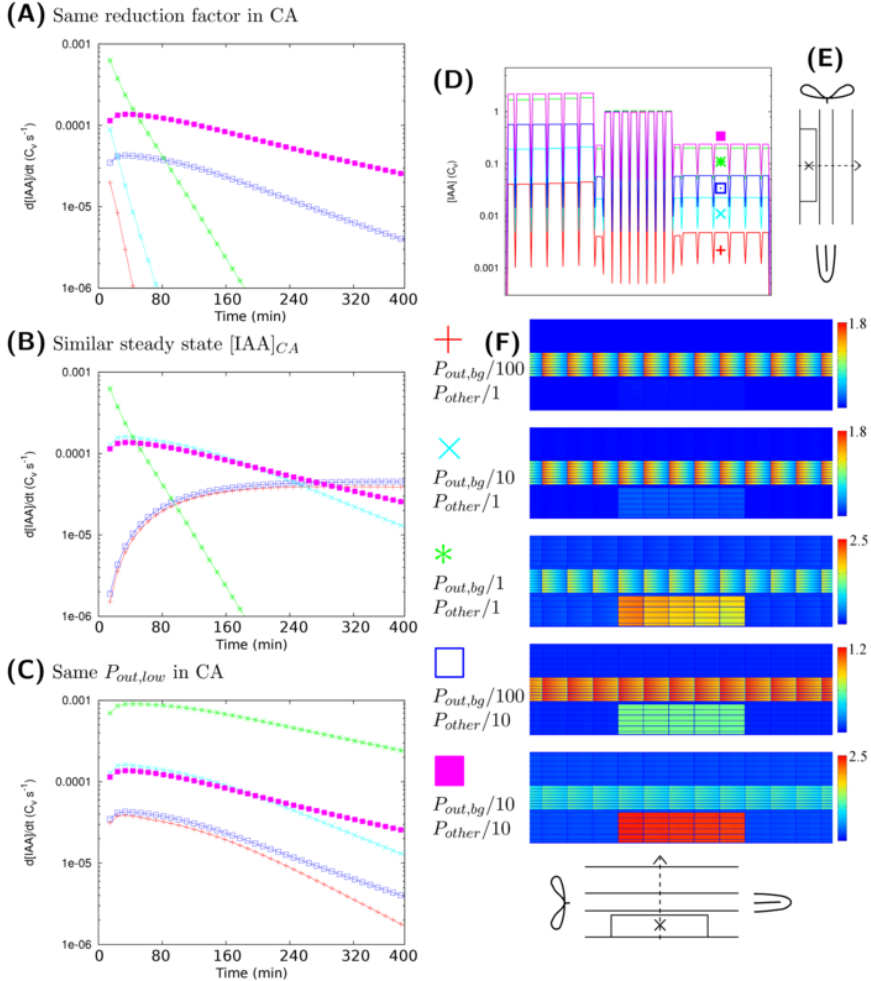 (A) Same reduction factor in CA
d[IAA]/dt (Cᵥ s⁻¹)
0.001
0.0001
1e-05
1e-06
0 80 160 240 320 400
Time (min)
(B) Similar steady state [IAA]CA
d[IAA]/dt (Cᵥ s⁻¹)
0.001
0.0001
1e-05
1e-06
0 80 160 240 320 400
Time (min)
(C) Same Pout,low in CA
d[IAA]/dt (Cᵥ s⁻¹)
0.001
0.0001
1e-05
1e-06
0 80 160 240 320 400
Time (min)
(D)
[IAA] (Cᵥ)
1
0.1
0.01
0.001
(E)
(F)
Pout,bg/100
Pother/1
1.8
Pout,bg/10
Pother/1
1.8
Pout,bg/1
Pother/1
2.5
Pout,bg/100
Pother/10
1.2
Pout,bg/10
Pother/10
2.5